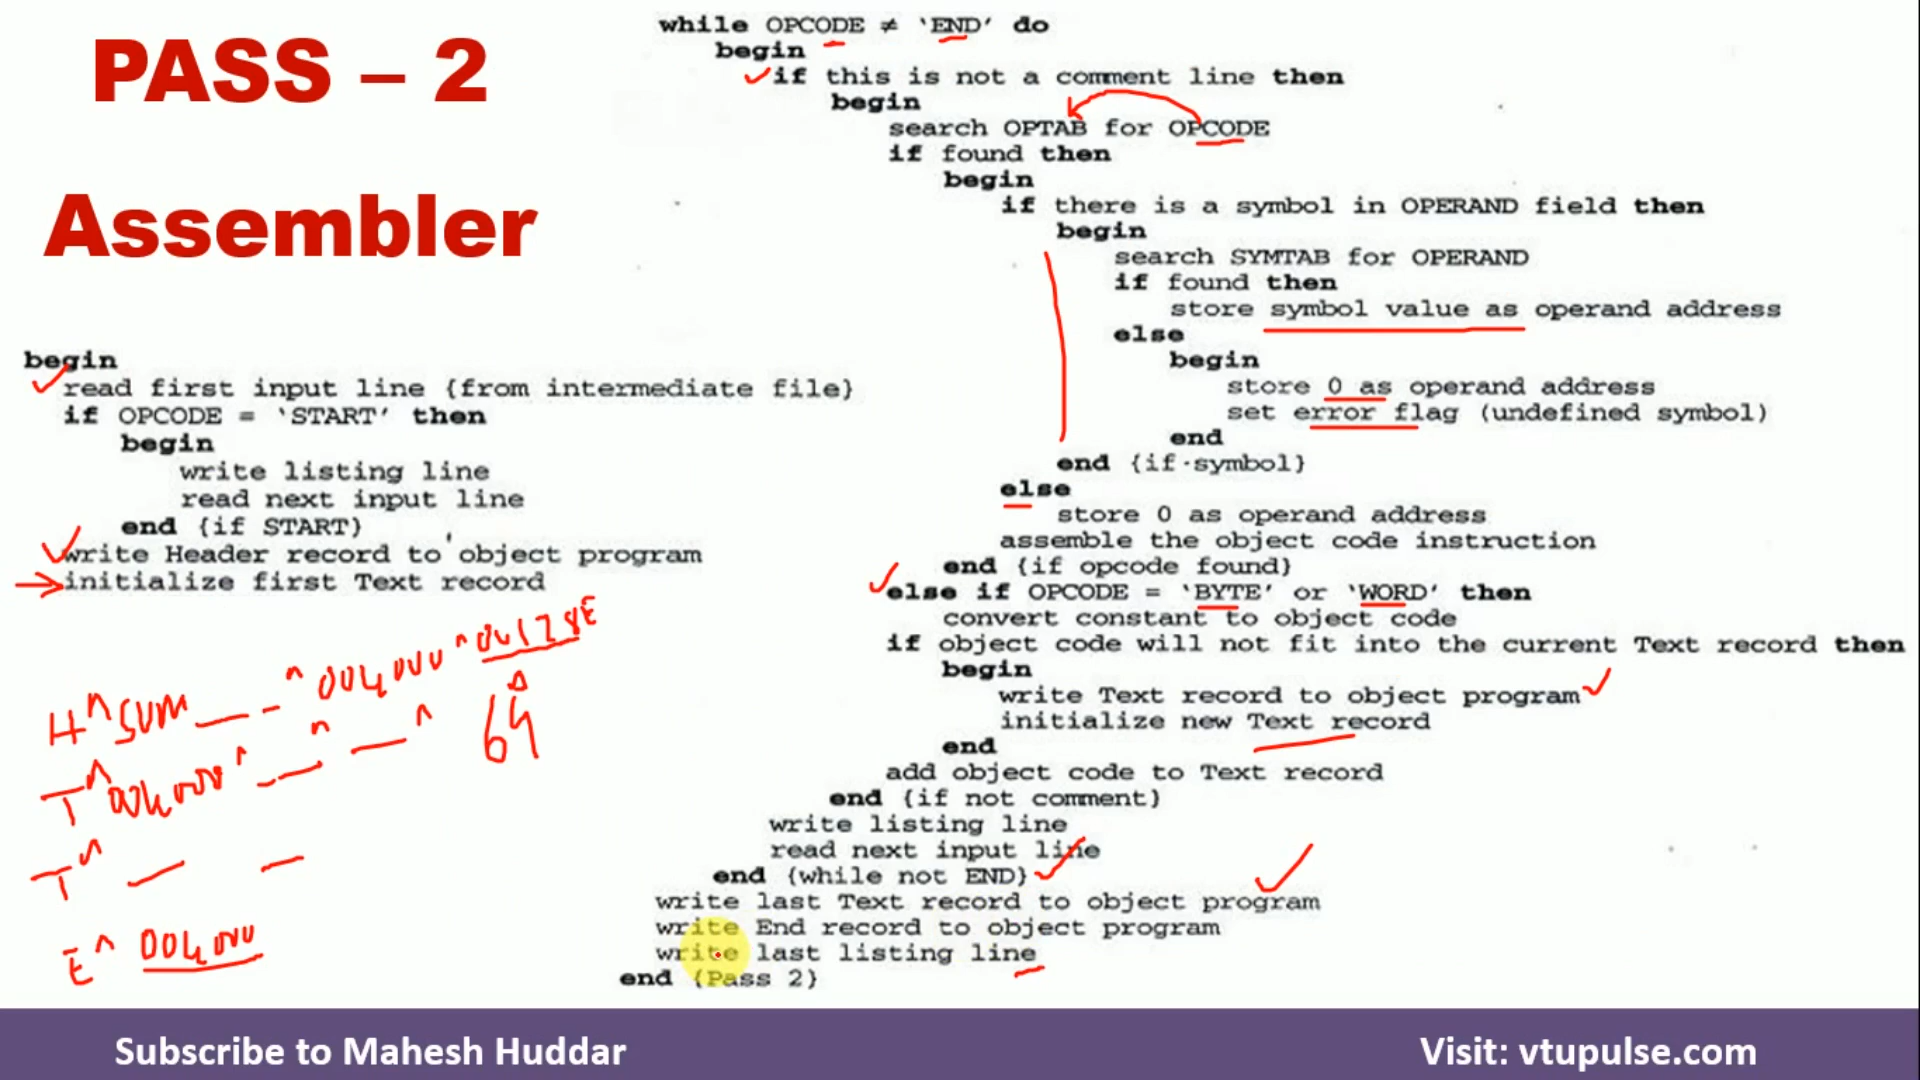 PASS – 2
Assembler
begin
read first input line {from intermediate file}
if OPCODE = 'START' then
begin
write listing line
read next input line
end {if START)
write Header record to object program
initialize first Text record
H^SUM__-^004000^
64
T^004000^
T^
E^ 004000
while OPCODE ≠ 'END' do
begin
if this is not a comment line then
begin
search OPTAB for OPCODE
if found then
begin
if there is a symbol in OPERAND field then
begin
search SYMTAB for OPERAND
if found then
store symbol value as operand address
else
begin
store 0 as operand address
set error flag (undefined symbol)
end
end {if symbol}
else
store 0 as operand address
assemble the object code instruction
end {if opcode found}
else if OPCODE = 'BYTE' or 'WORD' then
convert constant to object code
if object code will not fit into the current Text record then
begin
write Text record to object program
initialize new Text record
end
add object code to Text record
end {if not comment}
write listing line
read next input line
end {while not END}
write last Text record to object program
write End record to object program
write last listing line
end {Pass 2}
Subscribe to Mahesh Huddar
Visit: vtupulse.com